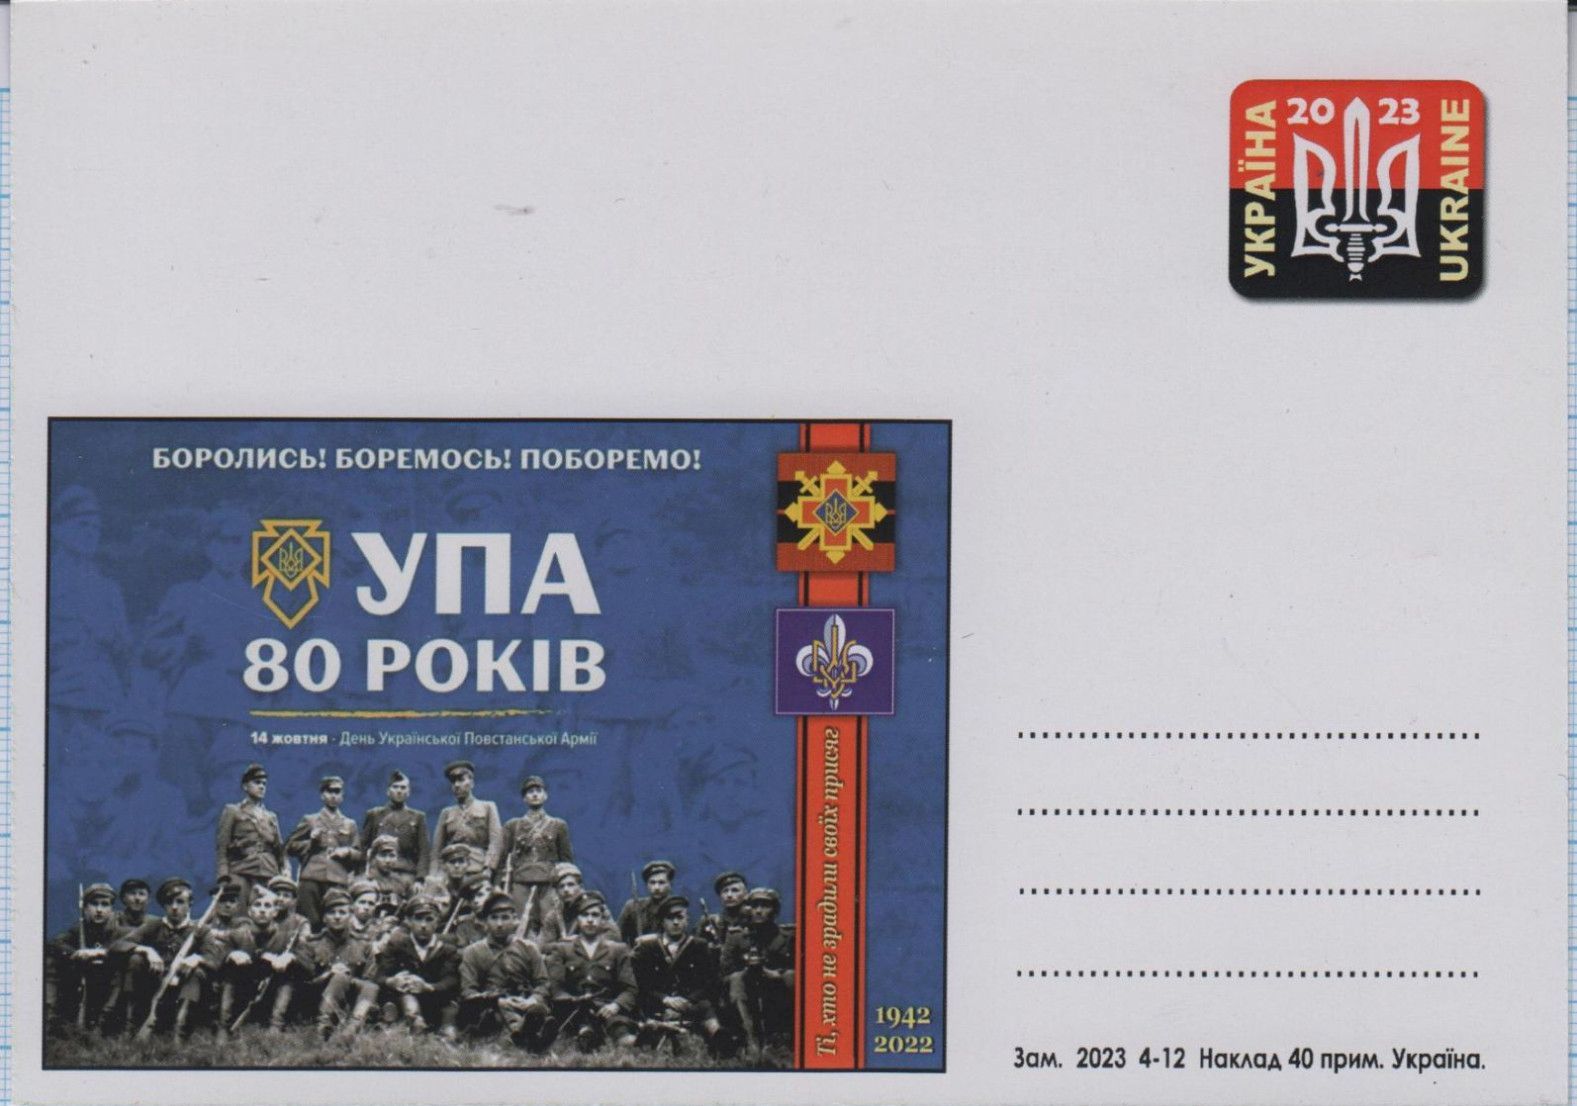 УКРАЇНА
20 23
UKRAINE
БОРОЛИСЬ! БОРЕМОСЬ! ПОБОРЕМО!
УПА
80 РОКІВ
14 жовтня - День Української Повстанської Армії
Ті, хто не зрадили своїх присяг
1942
2022
Зам. 2023 4-12 Наклад 40 прим. Україна.